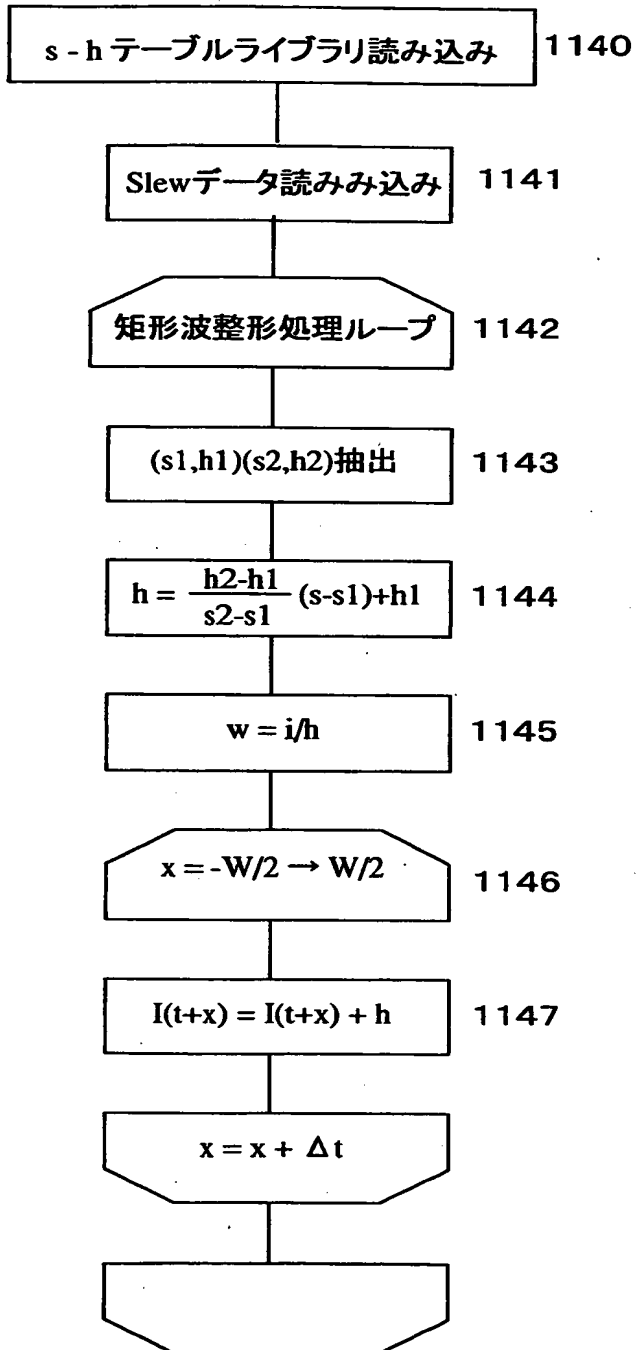 s - h テーブルライブラリ読み込み 1140
Slewデータ読みみ込み 1141
矩形波整形処理ループ 1142
(s1,h1)(s2,h2)抽出 1143
h = \frac{h2-h1}{s2-s1} (s-s1)+h1 1144
w = i/h 1145
x = -W/2 → W/2 1146
I(t+x) = I(t+x) + h 1147
x = x + Δt